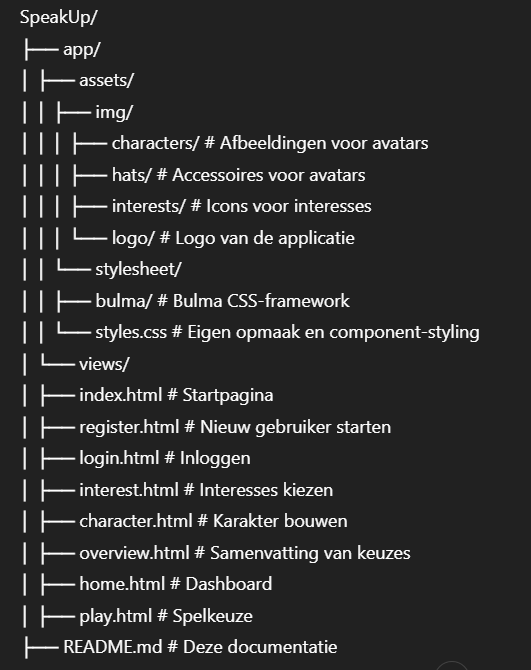 SpeakUp/
├── app/
│ ├── assets/
│ │ ├── img/
│ │ │ ├── characters/ # Afbeeldingen voor avatars
│ │ │ ├── hats/ # Accessoires voor avatars
│ │ │ ├── interests/ # Icons voor interesses
│ │ │ └── logo/ # Logo van de applicatie
│ │ └── stylesheet/
│ │ ├── bulma/ # Bulma CSS-framework
│ │ └── styles.css # Eigen opmaak en component-styling
│ └── views/
│ ├── index.html # Startpagina
│ ├── register.html # Nieuw gebruiker starten
│ ├── login.html # Inloggen
│ ├── interest.html # Interesses kiezen
│ ├── character.html # Karakter bouwen
│ ├── overview.html # Samenvatting van keuzes
│ ├── home.html # Dashboard
│ ├── play.html # Spelkeuze
├── README.md # Deze documentatie